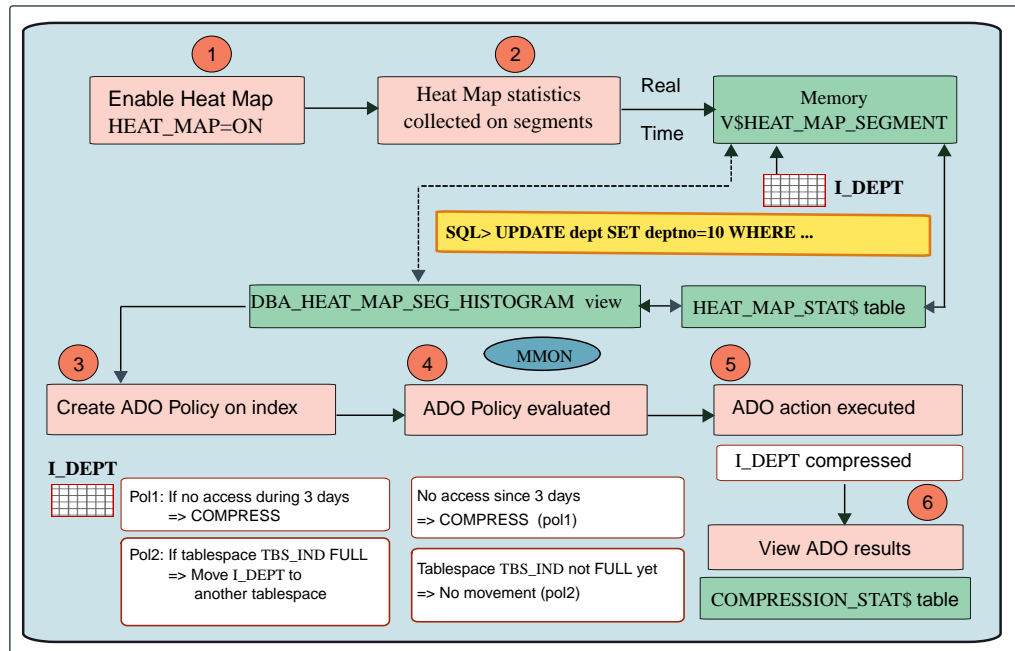 1
2
Enable Heat Map
HEAT_MAP=ON
Heat Map statistics
collected on segments
Real
Time
Memory
V$HEAT_MAP_SEGMENT
I_DEPT
SQL> UPDATE dept SET deptno=10 WHERE ...
DBA_HEAT_MAP_SEG_HISTOGRAM view
HEAT_MAP_STAT$ table
MMON
3
4
5
Create ADO Policy on index
ADO Policy evaluated
ADO action executed
I_DEPT
Pol1: If no access during 3 days
=> COMPRESS
No access since 3 days
=> COMPRESS (pol1)
I_DEPT compressed
6
Pol2: If tablespace TBS_IND FULL
=> Move I_DEPT to
another tablespace
Tablespace TBS_IND not FULL yet
=> No movement (pol2)
View ADO results
COMPRESSION_STAT$ table